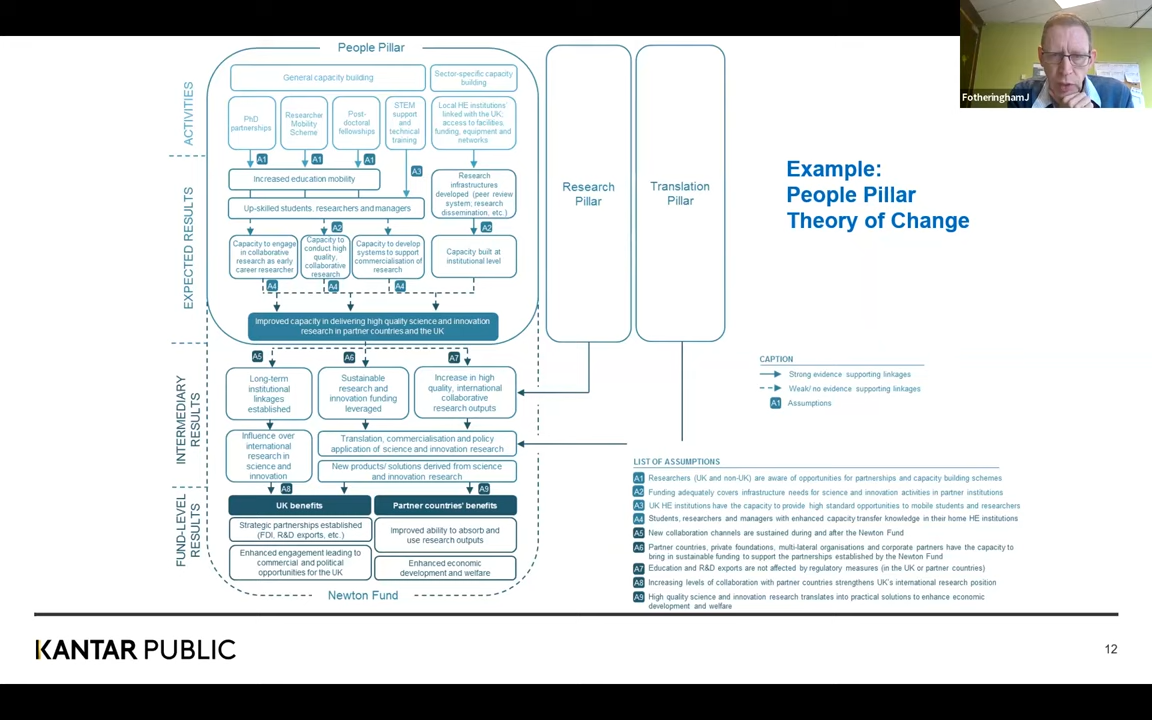 People Pillar
General capacity building
Sector-specific capacity
building
ACTIVITIES
PhD
partnerships
Researcher
Mobility
Scheme
Post-
doctoral
fellowships
STEM
support
and
technical
training
Local HE institutions'
linked with the UK;
access to facilities,
funding, equipment and
networks
A1
A1
A1
A3
EXPECTED RESULTS
Increased education mobility
Research
infrastructures
developed (peer review
system; research
dissemination, etc.)
Up-skilled students, researchers and managers
A2
A2
Capacity to engage
in collaborative
research as early
career researcher
Capacity to
conduct high
quality,
collaborative
research
Capacity to develop
systems to support
commercialisation of
research
Capacity built at
institutional level
A4
A4
A4
Improved capacity in delivering high quality science and innovation
research in partner countries and the UK
INTERMEDIARY
RESULTS
A5
A6
A7
Long-term
institutional
linkages
established
Sustainable
research and
innovation funding
leveraged
Increase in high
quality, international
collaborative
research outputs
Influence over
international
research in
science and
innovation
Translation, commercialisation and policy
application of science and innovation research
New products/ solutions derived from science
and innovation research
A8
A9
FUND-LEVEL
RESULTS
UK benefits
Partner countries' benefits
Strategic partnerships established
(FDI, R&D exports, etc.)
Improved ability to absorb and
use research outputs
Enhanced engagement leading to
commercial and political
opportunities for the UK
Enhanced economic
development and welfare
Newton Fund
Research
Pillar
Translation
Pillar
FotheringhamJ
Example:
People Pillar
Theory of Change
CAPTION
Strong evidence supporting linkages
Weak/ no evidence supporting linkages
A1 Assumptions
LIST OF ASSUMPTIONS
A1 Researchers (UK and non-UK) are aware of opportunities for partnerships and capacity building schemes
A2 Funding adequately covers infrastructure needs for science and innovation activities in partner institutions
A3 UK HE institutions have the capacity to provide high standard opportunities to mobile students and researchers
A4 Students, researchers and managers with enhanced capacity transfer knowledge in their home HE institutions
A5 New collaboration channels are sustained during and after the Newton Fund
A6 Partner countries, private foundations, multi-lateral organisations and corporate partners have the capacity to
bring in sustainable funding to support the partnerships established by the Newton Fund
A7 Education and R&D exports are not affected by regulatory measures (in the UK or partner countries)
A8 Increasing levels of collaboration with partner countries strengthens UK's international research position
A9 High quality science and innovation research translates into practical solutions to enhance economic
development and welfare
KANTAR PUBLIC
12